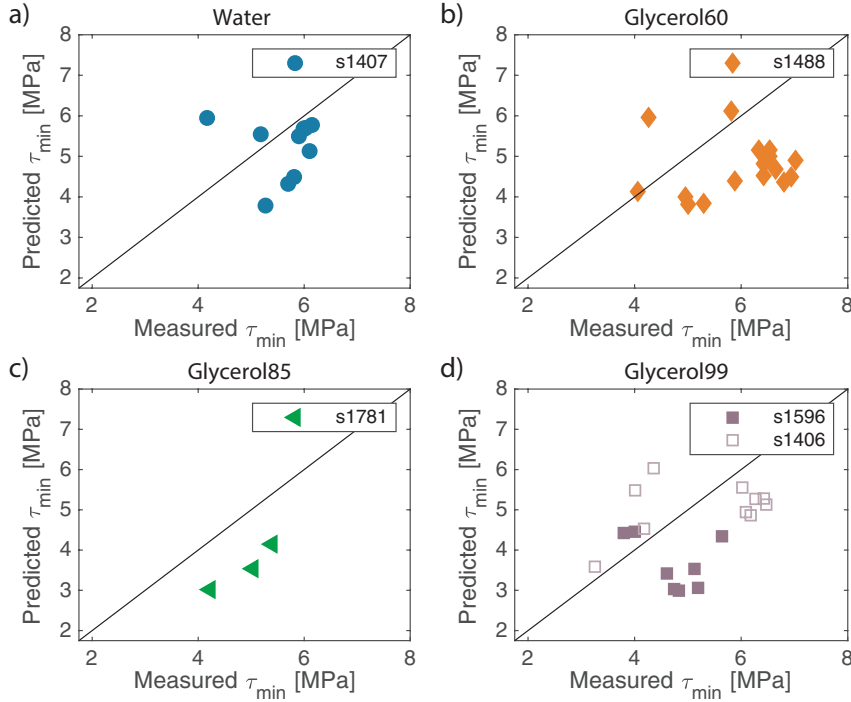 a)
Water
s1407
8
7
6
5
4
3
2
Predicted τmin [MPa]
2
4
6
8
Measured τmin [MPa]
b)
Glycerol60
s1488
8
7
6
5
4
3
2
Predicted τmin [MPa]
2
4
6
8
Measured τmin [MPa]
c)
Glycerol85
s1781
8
7
6
5
4
3
2
Predicted τmin [MPa]
2
4
6
8
Measured τmin [MPa]
d)
Glycerol99
s1596
s1406
8
7
6
5
4
3
2
Predicted τmin [MPa]
2
4
6
8
Measured τmin [MPa]